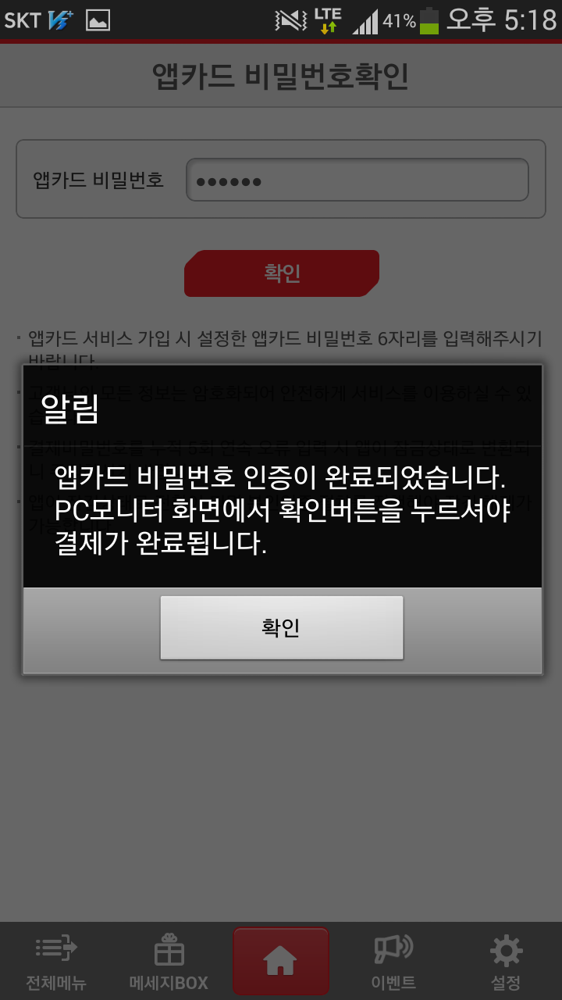 SKT V3+ LTE 41% 오후 5:18
앱카드 비밀번호확인
앱카드 비밀번호 ••••••
확인
· 앱카드 서비스 가입 시 설정한 앱카드 비밀번호 6자리를 입력해주시기
바랍니다.
· 고객님의 모든 정보는 암호화되어 안전하게 서비스를 이용하실 수 있
알림
· 결제비밀번호를 누적 5회 연속 오류 입력 시 앱이 잠금상태로 변환되
앱카드 비밀번호 인증이 완료되었습니다.
PC모니터 화면에서 확인버튼을 누르셔야
결제가 완료됩니다.
확인
전체메뉴 메세지BOX 이벤트 설정